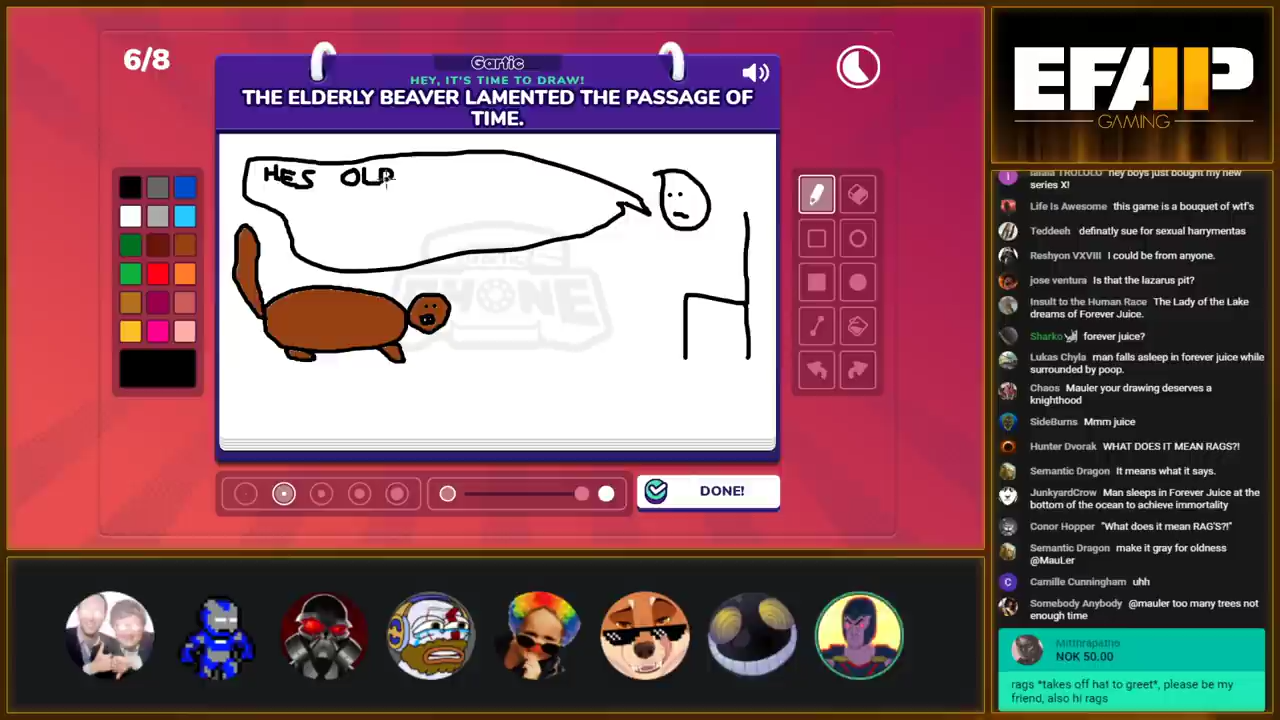 6/8
Gartic
HEY, IT'S TIME TO DRAW!
THE ELDERLY BEAVER LAMENTED THE PASSAGE OF
TIME.
HES OLD
Gartic
PHONE
DONE!
EFAP
GAMING
lalala TROLOLO hey boys just bought my new
series X!
Life Is Awesome this game is a bouquet of wtf's
Teddeeh definatly sue for sexual harrymentas
Reshyon VXVIII I could be from anyone.
jose ventura Is that the lazarus pit?
Insult to the Human Race The Lady of the Lake
dreams of Forever Juice.
Sharko forever juice?
Lukas Chyla man falls asleep in forever juice while
surrounded by poop.
Chaos Mauler your drawing deserves a
knighthood
SideBurns Mmm juice
Hunter Dvorak WHAT DOES IT MEAN RAGS?!
Semantic Dragon It means what it says.
JunkyardCrow Man sleeps in Forever Juice at the
bottom of the ocean to achieve immortality
Conor Hopper "What does it mean RAG'S?!"
Semantic Dragon make it gray for oldness
@MauLer
Camille Cunningham uhh
Somebody Anybody @mauler too many trees not
enough time
NOK 50.00
rags *takes off hat to greet*, please be my
friend, also hi rags